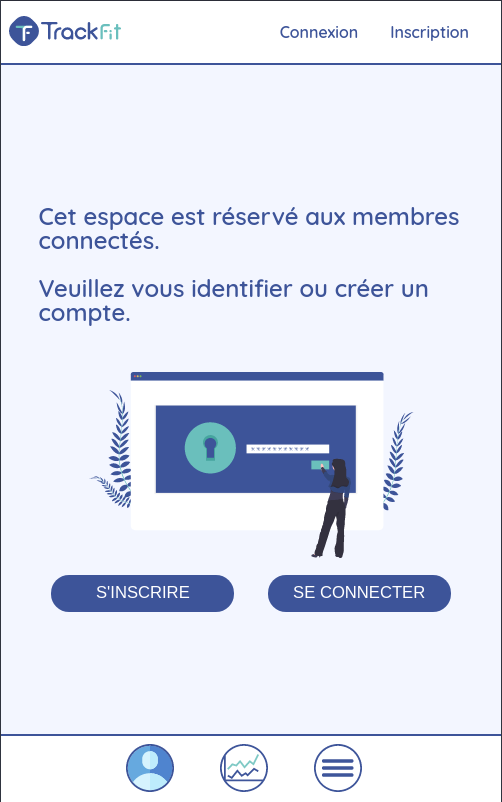 TrackFit
Connexion
Inscription
Cet espace est réservé aux membres
connectés.
Veuillez vous identifier ou créer un
compte.
***********
S'INSCRIRE
SE CONNECTER